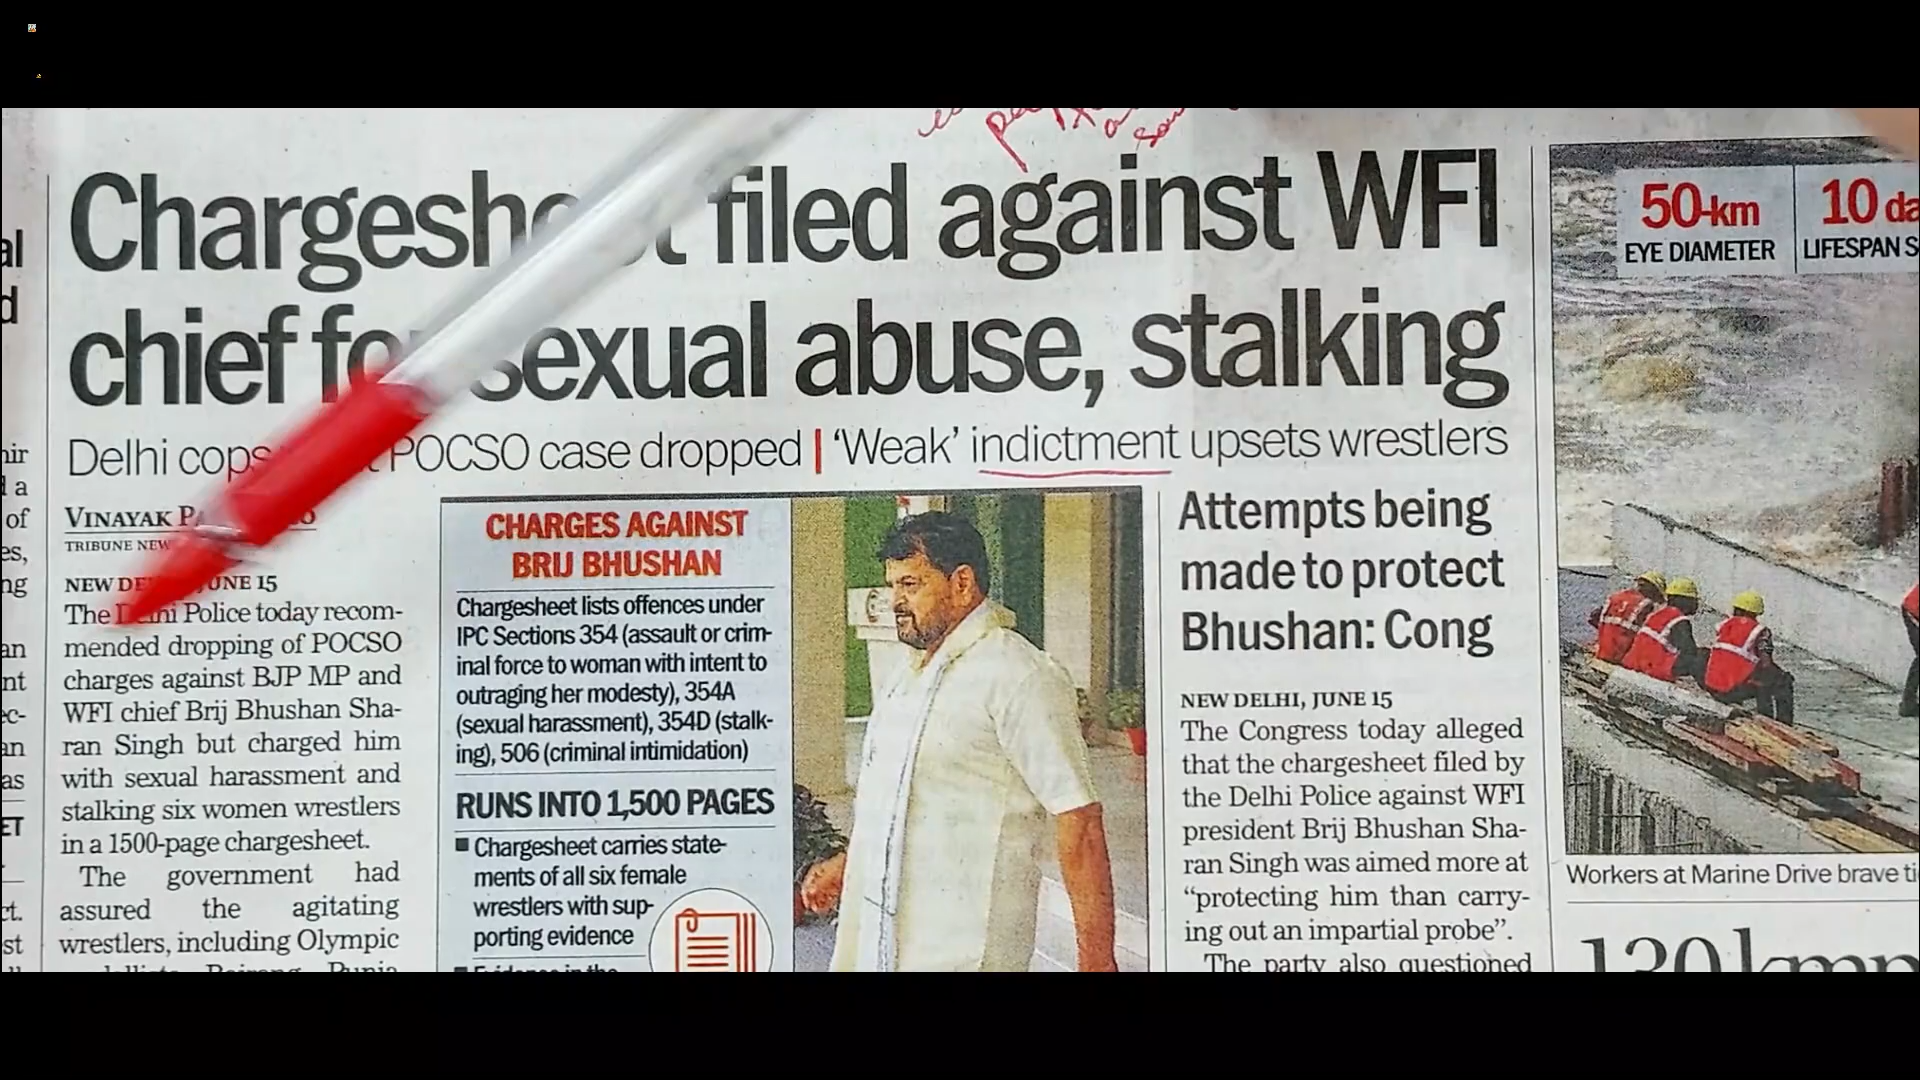 Chargesh t filed against WFI
chief fo sexual abuse, stalking
Delhi cops POCSO case dropped | ‘Weak’ indictment upsets wrestlers
VINAYAK
TRIBUNE NEW
NEW DE JUNE 15
The Delhi Police today recom-
mended dropping of POCSO
charges against BJP MP and
WFI chief Brij Bhushan Sha-
ran Singh but charged him
with sexual harassment and
stalking six women wrestlers
in a 1500-page chargesheet.
The government had
assured the agitating
wrestlers, including Olympic
CHARGES AGAINST
BRIJ BHUSHAN
Chargesheet lists offences under
IPC Sections 354 (assault or crim-
inal force to woman with intent to
outraging her modesty), 354A
(sexual harassment), 354D (stalk-
ing), 506 (criminal intimidation)
RUNS INTO 1,500 PAGES
■ Chargesheet carries state-
ments of all six female
wrestlers with sup-
porting evidence
Attempts being
made to protect
Bhushan: Cong
NEW DELHI, JUNE 15
The Congress today alleged
that the chargesheet filed by
the Delhi Police against WFI
president Brij Bhushan Sha-
ran Singh was aimed more at
“protecting him than carry-
ing out an impartial probe”.
The party also questioned
50-km
EYE DIAMETER
10 da
LIFESPAN S
Workers at Marine Drive brave ti